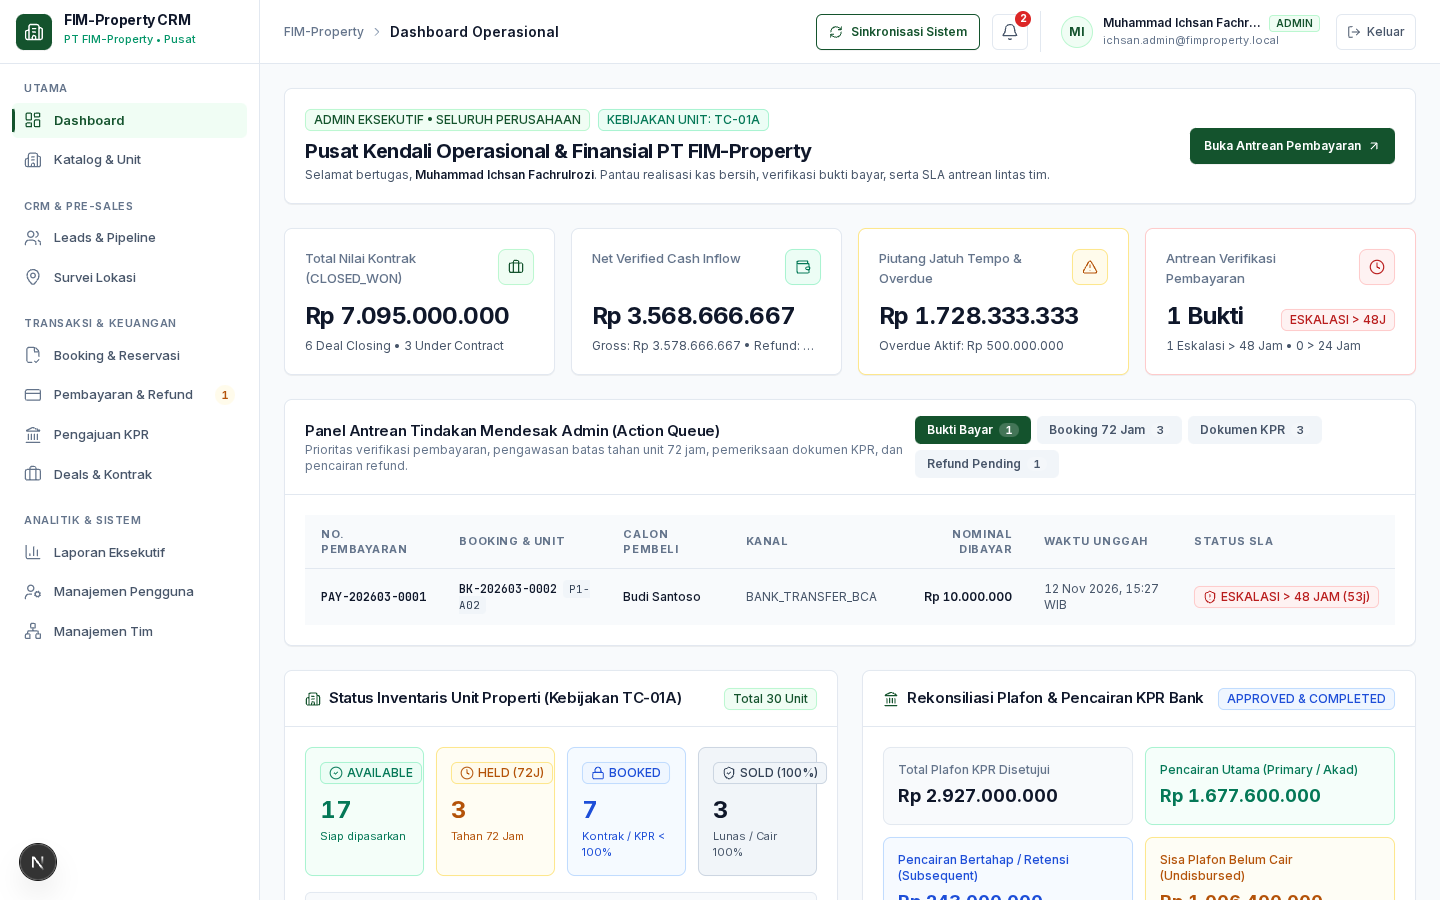 FIM-Property CRM
PT FIM-Property • Pusat
FIM-Property > Dashboard Operasional
Sinkronisasi Sistem
2
MI
Muhammad Ichsan Fachr...
ADMIN
ichsan.admin@fimproperty.local
Keluar
UTAMA
Dashboard
Katalog & Unit
CRM & PRE-SALES
Leads & Pipeline
Survei Lokasi
TRANSAKSI & KEUANGAN
Booking & Reservasi
Pembayaran & Refund 1
Pengajuan KPR
Deals & Kontrak
ANALITIK & SISTEM
Laporan Eksekutif
Manajemen Pengguna
Manajemen Tim
N
ADMIN EKSEKUTIF • SELURUH PERUSAHAAN
KEBIJAKAN UNIT: TC-01A
Pusat Kendali Operasional & Finansial PT FIM-Property
Selamat bertugas, Muhammad Ichsan Fachrulrozi. Pantau realisasi kas bersih, verifikasi bukti bayar, serta SLA antrean lintas tim.
Buka Antrean Pembayaran
Total Nilai Kontrak
(CLOSED_WON)
Rp 7.095.000.000
6 Deal Closing • 3 Under Contract
Net Verified Cash Inflow
Rp 3.568.666.667
Gross: Rp 3.578.666.667 • Refund: ...
Piutang Jatuh Tempo &
Overdue
Rp 1.728.333.333
Overdue Aktif: Rp 500.000.000
Antrean Verifikasi
Pembayaran
1 Bukti
ESKALASI > 48J
1 Eskalasi > 48 Jam • 0 > 24 Jam
Panel Antrean Tindakan Mendesak Admin (Action Queue)
Prioritas verifikasi pembayaran, pengawasan batas tahan unit 72 jam, pemeriksaan dokumen KPR, dan
pencairan refund.
Bukti Bayar 1
Booking 72 Jam 3
Dokumen KPR 3
Refund Pending 1
NO.
PEMBAYARAN
BOOKING & UNIT
CALON
PEMBELI
KANAL
NOMINAL
DIBAYAR
WAKTU UNGGAH
STATUS SLA
PAY-202603-0001
BK-202603-0002 P1-
A02
Budi Santoso
BANK_TRANSFER_BCA
Rp 10.000.000
12 Nov 2026, 15:27
WIB
ESKALASI > 48 JAM (53j)
Status Inventaris Unit Properti (Kebijakan TC-01A)
Total 30 Unit
AVAILABLE
17
Siap dipasarkan
HELD (72J)
3
Tahan 72 Jam
BOOKED
7
Kontrak / KPR <
100%
SOLD (100%)
3
Lunas / Cair
100%
Rekonsiliasi Plafon & Pencairan KPR Bank
APPROVED & COMPLETED
Total Plafon KPR Disetujui
Rp 2.927.000.000
Pencairan Utama (Primary / Akad)
Rp 1.677.600.000
Pencairan Bertahap / Retensi
(Subsequent)
Rp 243.000.000
Sisa Plafon Belum Cair
(Undisbursed)
Rp 1.006.400.000